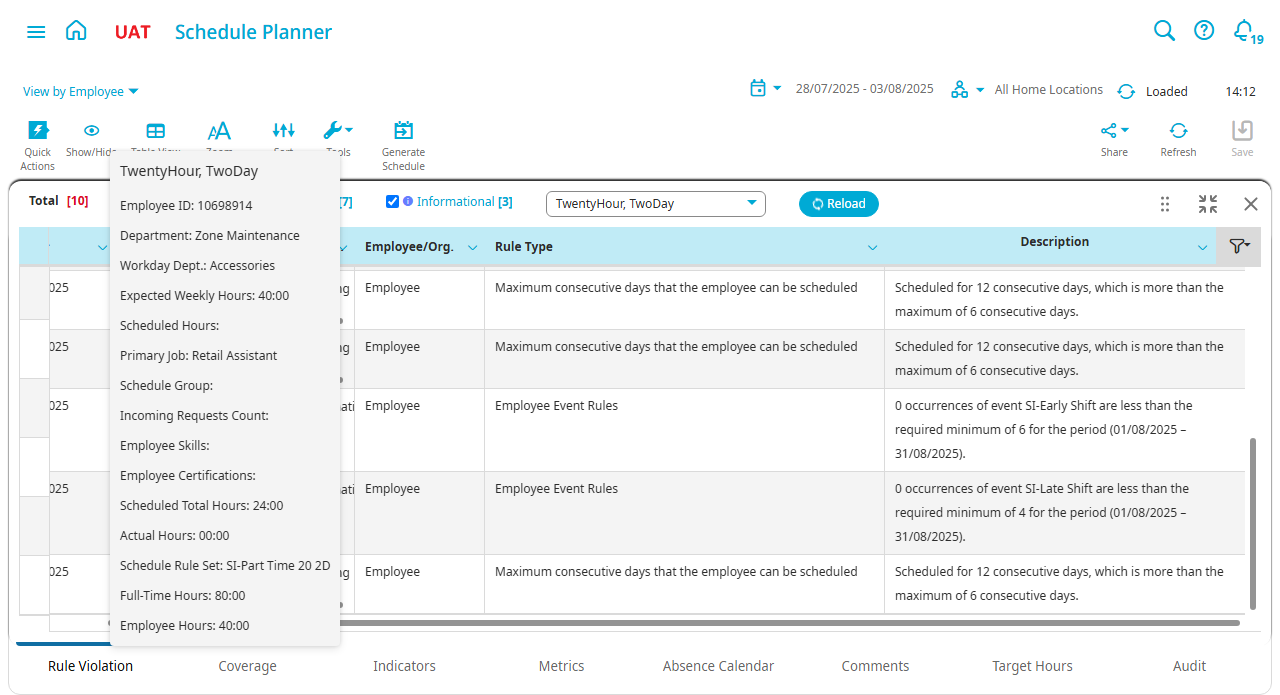 UAT Schedule Planner
19
View by Employee
28/07/2025 - 03/08/2025
All Home Locations
Loaded
14:12
Quick
Actions
Show/Hide
Table View
Zoom
Sort
Tools
Generate
Schedule
Share
Refresh
Save
TwentyHour, TwoDay
Employee ID: 10698914
Department: Zone Maintenance
Workday Dept.: Accessories
Expected Weekly Hours: 40:00
Scheduled Hours:
Primary Job: Retail Assistant
Schedule Group:
Incoming Requests Count:
Employee Skills:
Employee Certifications:
Scheduled Total Hours: 24:00
Actual Hours: 00:00
Schedule Rule Set: SI-Part Time 20 2D
Full-Time Hours: 80:00
Employee Hours: 40:00
Total [10]
[7]
Informational [3]
TwentyHour, TwoDay
Reload
Employee/Org.
Rule Type
Description
025
ng
Employee
Maximum consecutive days that the employee can be scheduled
Scheduled for 12 consecutive days, which is more than the
maximum of 6 consecutive days.
025
ng
Employee
Maximum consecutive days that the employee can be scheduled
Scheduled for 12 consecutive days, which is more than the
maximum of 6 consecutive days.
025
ati
Employee
Employee Event Rules
0 occurrences of event SI-Early Shift are less than the
required minimum of 6 for the period (01/08/2025 –
31/08/2025).
025
ati
Employee
Employee Event Rules
0 occurrences of event SI-Late Shift are less than the
required minimum of 4 for the period (01/08/2025 –
31/08/2025).
025
ng
Employee
Maximum consecutive days that the employee can be scheduled
Scheduled for 12 consecutive days, which is more than the
maximum of 6 consecutive days.
Rule Violation
Coverage
Indicators
Metrics
Absence Calendar
Comments
Target Hours
Audit